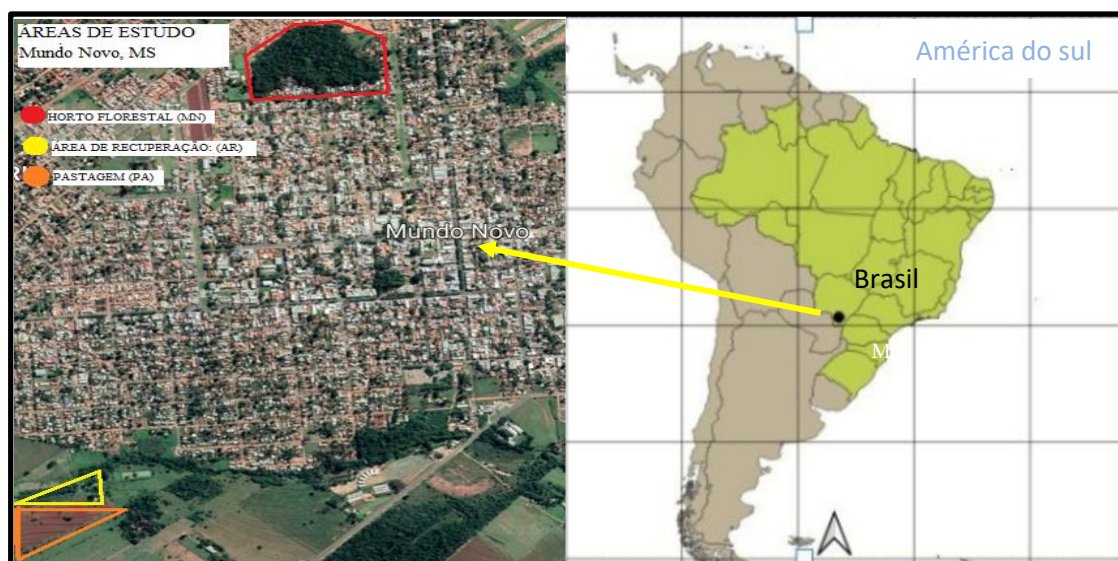 ÁREAS DE ESTUDO
Mundo Novo, MS
HORTO FLORESTAL (MN)
ÁREA DE RECUPERAÇÃO: (AR)
R
PASTAGEM (PA)
Mundo Novo
América do sul
Brasil
M